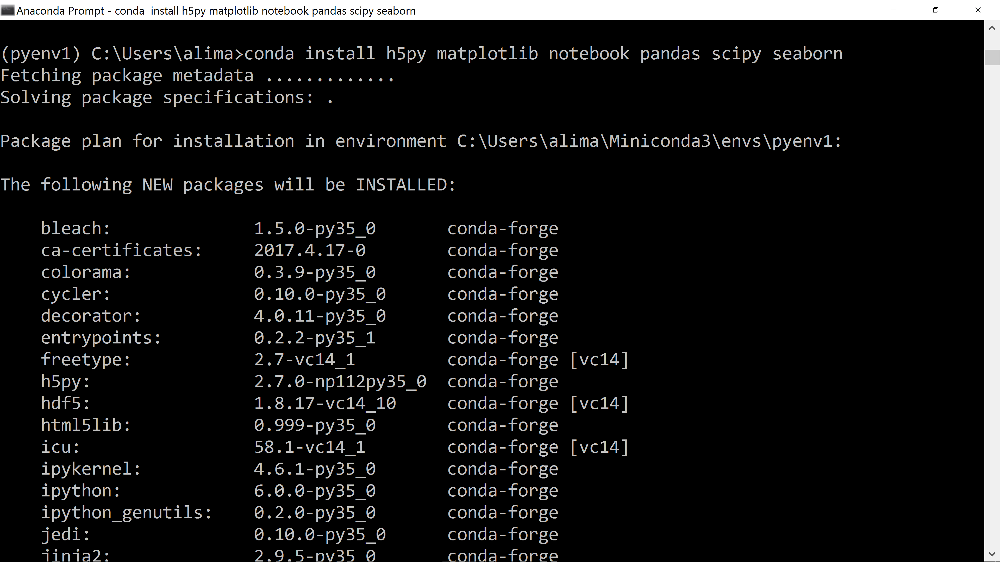 Anaconda Prompt - conda  install h5py matplotlib notebook pandas scipy seaborn
(pyenv1) C:\Users\alima>conda install h5py matplotlib notebook pandas scipy seaborn
Fetching package metadata .............
Solving package specifications: .
Package plan for installation in environment C:\Users\alima\Miniconda3\envs\pyenv1:
The following NEW packages will be INSTALLED:
bleach: 1.5.0-py35_0 conda-forge
ca-certificates: 2017.4.17-0 conda-forge
colorama: 0.3.9-py35_0 conda-forge
cycler: 0.10.0-py35_0 conda-forge
decorator: 4.0.11-py35_0 conda-forge
entrypoints: 0.2.2-py35_1 conda-forge
freetype: 2.7-vc14_1 conda-forge [vc14]
h5py: 2.7.0-np112py35_0 conda-forge
hdf5: 1.8.17-vc14_10 conda-forge [vc14]
html5lib: 0.999-py35_0 conda-forge
icu: 58.1-vc14_1 conda-forge [vc14]
ipykernel: 4.6.1-py35_0 conda-forge
ipython: 6.0.0-py35_0 conda-forge
ipython_genutils: 0.2.0-py35_0 conda-forge
jedi: 0.10.0-py35_0 conda-forge
jinja2: 2.9.5-py35_0 conda-forge